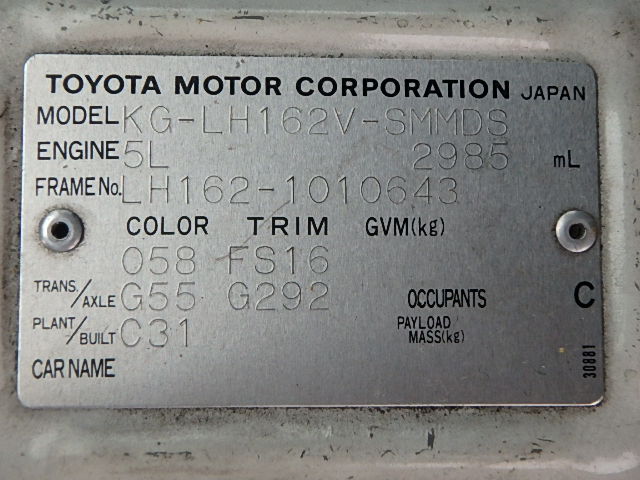 TOYOTA MOTOR CORPORATION JAPAN
MODEL KG-LH162V-SMMDS
ENGINE 5L 2985 mL
FRAME No. LH162-1010643
COLOR TRIM GVM(kg)
058 FS16
TRANS./AXLE G55 G292 OCCUPANTS C
PLANT/BUILT C31 PAYLOAD MASS(kg)
CAR NAME
30881